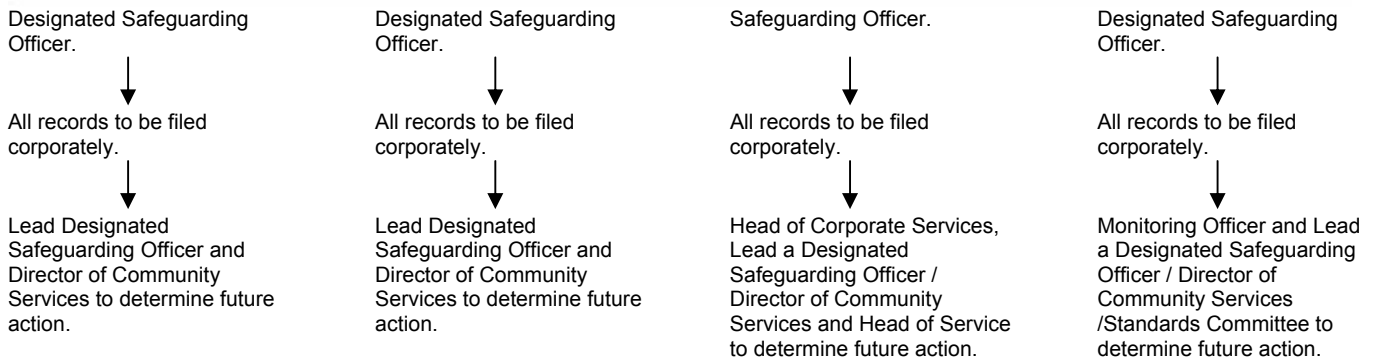 Designated Safeguarding
Officer.
All records to be filed
corporately.
Lead Designated
Safeguarding Officer and
Director of Community
Services to determine future
action.
Designated Safeguarding
Officer.
All records to be filed
corporately.
Lead Designated
Safeguarding Officer and
Director of Community
Services to determine future
action.
Safeguarding Officer.
All records to be filed
corporately.
Head of Corporate Services,
Lead a Designated
Safeguarding Officer /
Director of Community
Services and Head of Service
to determine future action.
Designated Safeguarding
Officer.
All records to be filed
corporately.
Monitoring Officer and Lead
a Designated Safeguarding
Officer / Director of
Community Services
/Standards Committee to
determine future action.